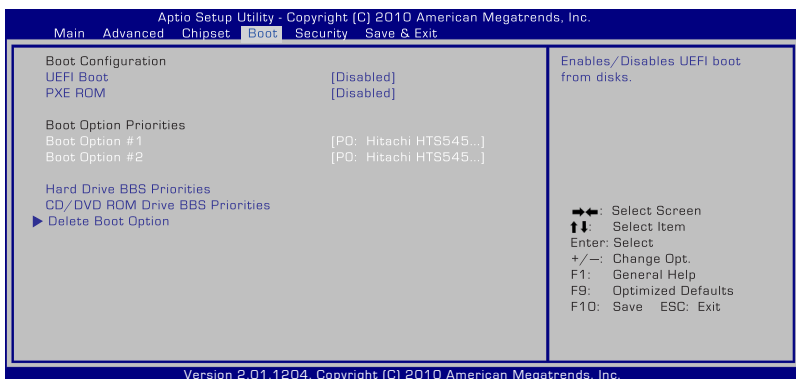 Aptio Setup Utility - Copyright (C) 2010 American Megatrends, Inc.
Main Advanced Chipset Boot Security Save & Exit
Boot Configuration
UEFI Boot [Disabled]
PXE ROM [Disabled]
Boot Option Priorities
Boot Option #1 [P0: Hitachi HTS545...]
Boot Option #2 [P0: Hitachi HTS545...]
Hard Drive BBS Priorities
CD/DVD ROM Drive BBS Priorities
Delete Boot Option
Enables/Disables UEFI boot
from disks.
: Select Screen
: Select Item
Enter: Select
+/–: Change Opt.
F1: General Help
F9: Optimized Defaults
F10: Save ESC: Exit
Version 2.01.1204. Copyright (C) 2010 American Megatrends, Inc.